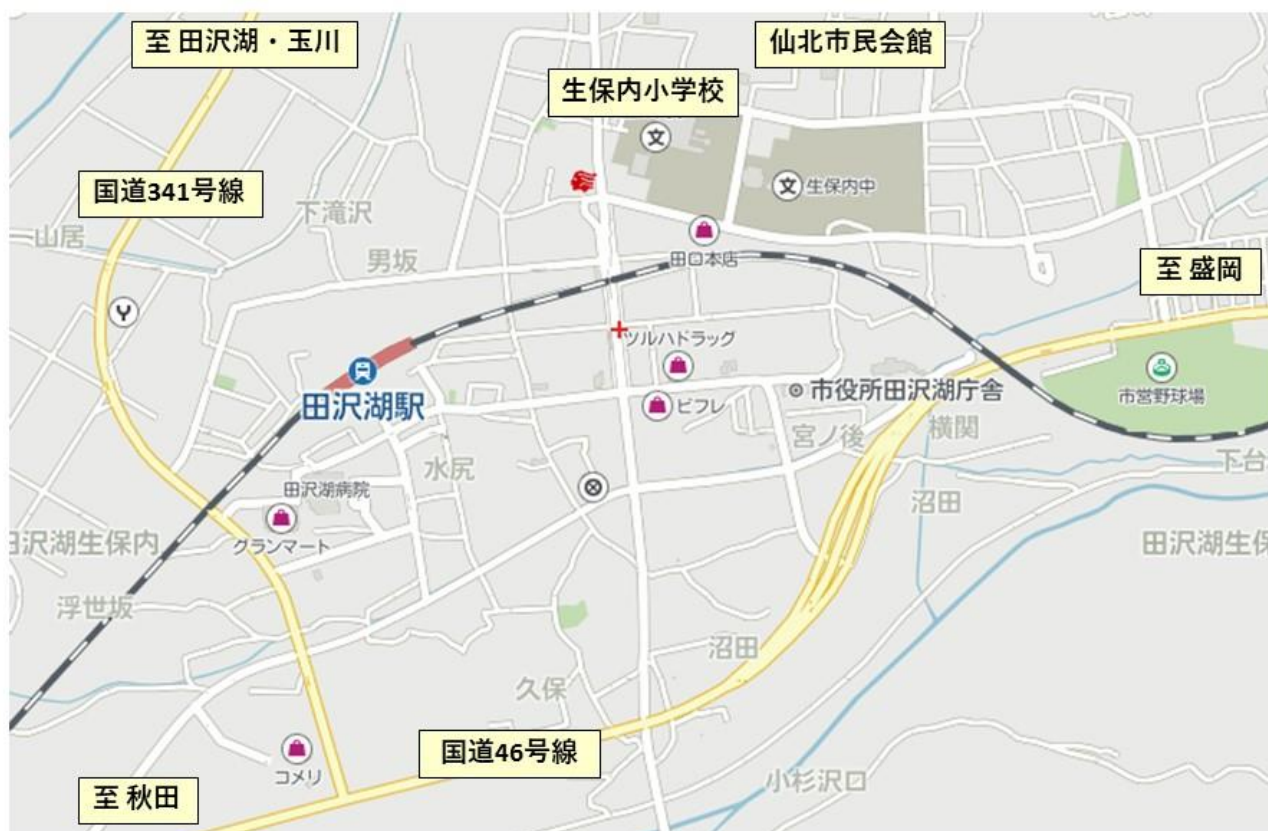 至 田沢湖・玉川
仙北市民会館
生保内小学校
文
国道341号線
下滝沢
文
生保内中
山居
男坂
田口本店
至 盛岡
ツルハドラッグ
田沢湖駅
ビフレ
市役所田沢湖庁舎
市営野球場
宮ノ後
横関
水尻
下台
田沢湖病院
沼田
グランマート
田沢湖生保内
田沢湖生保
浮世坂
沼田
久保
国道46号線
コメリ
小杉沢口
至 秋田